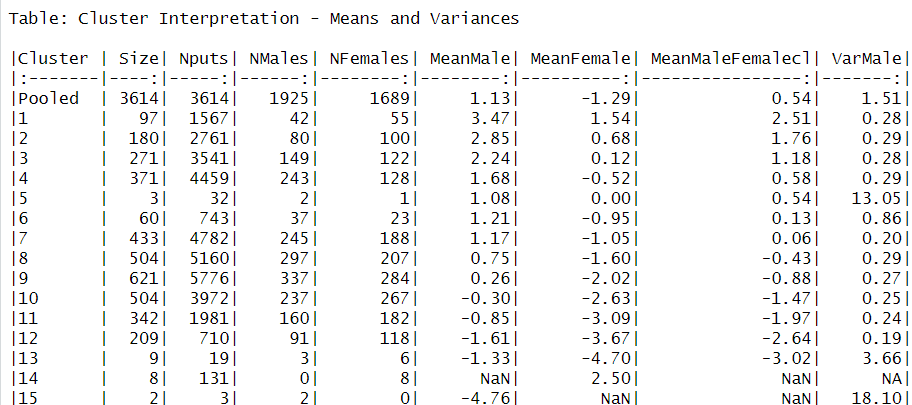 Table: Cluster Interpretation - Means and Variances
|Cluster | Size| Nputs| NMales| NFemales| MeanMale| MeanFemale| MeanMaleFemalecl| VarMale|
|:-------|----:|-----:|------:|--------:|--------:|----------:|----------------:|-------:|
|Pooled | 3614| 3614| 1925| 1689| 1.13| -1.29| 0.54| 1.51|
|1 | 97| 1567| 42| 55| 3.47| 1.54| 2.51| 0.28|
|2 | 180| 2761| 80| 100| 2.85| 0.68| 1.76| 0.29|
|3 | 271| 3541| 149| 122| 2.24| 0.12| 1.18| 0.28|
|4 | 371| 4459| 243| 128| 1.68| -0.52| 0.58| 0.29|
|5 | 3| 32| 2| 1| 1.08| 0.00| 0.54| 13.05|
|6 | 60| 743| 37| 23| 1.21| -0.95| 0.13| 0.86|
|7 | 433| 4782| 245| 188| 1.17| -1.05| 0.06| 0.20|
|8 | 504| 5160| 297| 207| 0.75| -1.60| -0.43| 0.29|
|9 | 621| 5776| 337| 284| 0.26| -2.02| -0.88| 0.27|
|10 | 504| 3972| 237| 267| -0.30| -2.63| -1.47| 0.25|
|11 | 342| 1981| 160| 182| -0.85| -3.09| -1.97| 0.24|
|12 | 209| 710| 91| 118| -1.61| -3.67| -2.64| 0.19|
|13 | 9| 19| 3| 6| -1.33| -4.70| -3.02| 3.66|
|14 | 8| 131| 0| 8| NaN| 2.50| NaN| NA|
|15 | 2| 3| 2| 0| -4.76| NaN| NaN| 18.10|